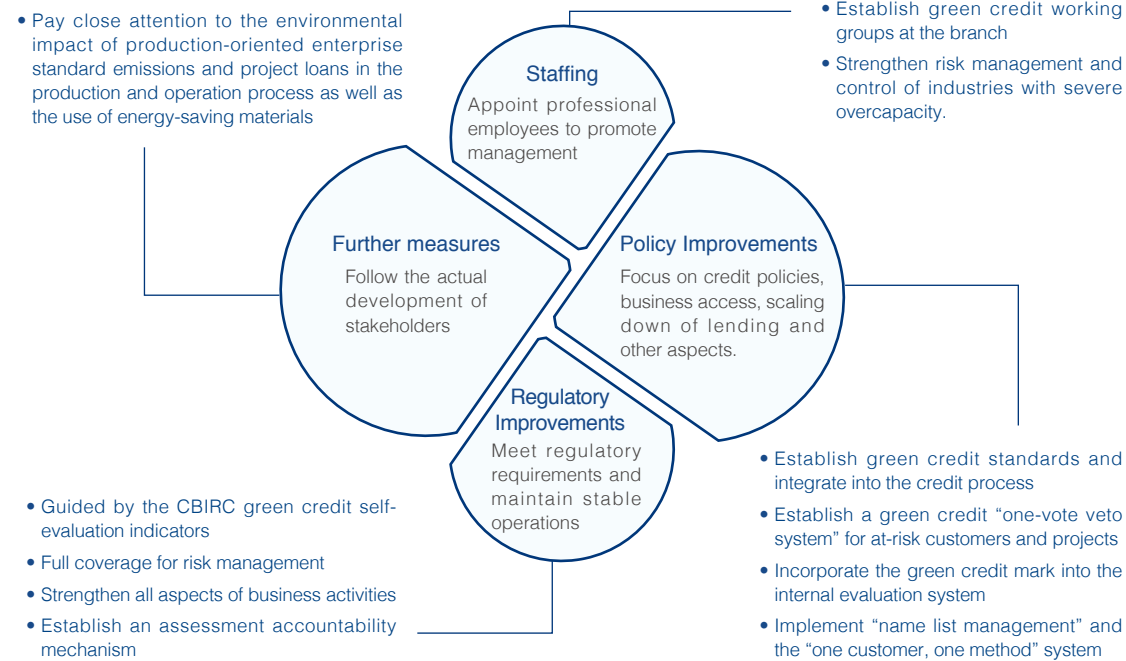 • Pay close attention to the environmental
impact of production-oriented enterprise
standard emissions and project loans in the
production and operation process as well as
the use of energy-saving materials
• Establish green credit working
groups at the branch
• Strengthen risk management and
control of industries with severe
overcapacity.
Staffing
Appoint professional
employees to promote
management
Further measures
Follow the actual
development of
stakeholders
Policy Improvements
Focus on credit policies,
business access, scaling
down of lending and
other aspects.
Regulatory
Improvements
Meet regulatory
requirements and
maintain stable
operations
• Guided by the CBIRC green credit self-
evaluation indicators
• Full coverage for risk management
• Strengthen all aspects of business activities
• Establish an assessment accountability
mechanism
• Establish green credit standards and
integrate into the credit process
• Establish a green credit “one-vote veto
system” for at-risk customers and projects
• Incorporate the green credit mark into the
internal evaluation system
• Implement “name list management” and
the “one customer, one method” system